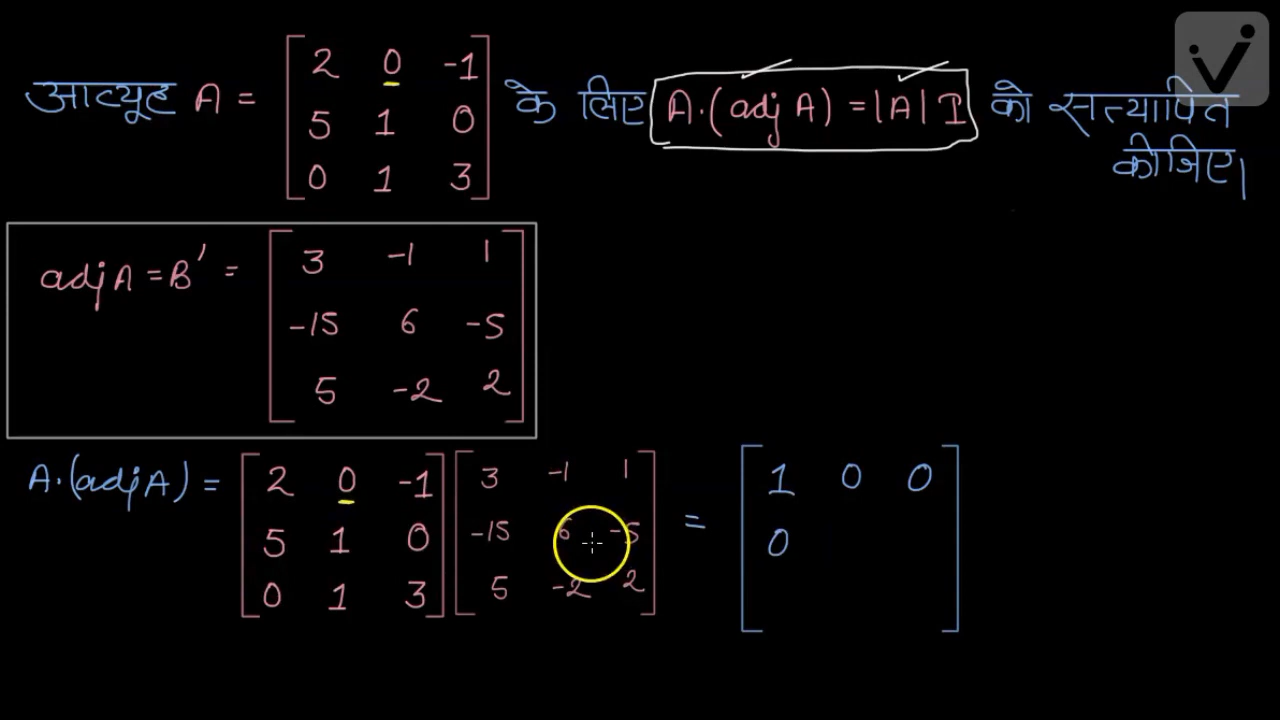 आव्यूह A = [ 2 0 -1 के लिए A.(adj A) = |A| I को सत्यापित
5 1 0 कीजिए।
0 1 3 ]
adj A = B' = [ 3 -1 1
-15 6 -5
5 -2 2 ]
A.(adj A) = [ 2 0 -1 [ 3 -1 1 = [ 1 0 0
5 1 0 -15 6 -5 0
0 1 3 ] 5 -2 2 ] ]